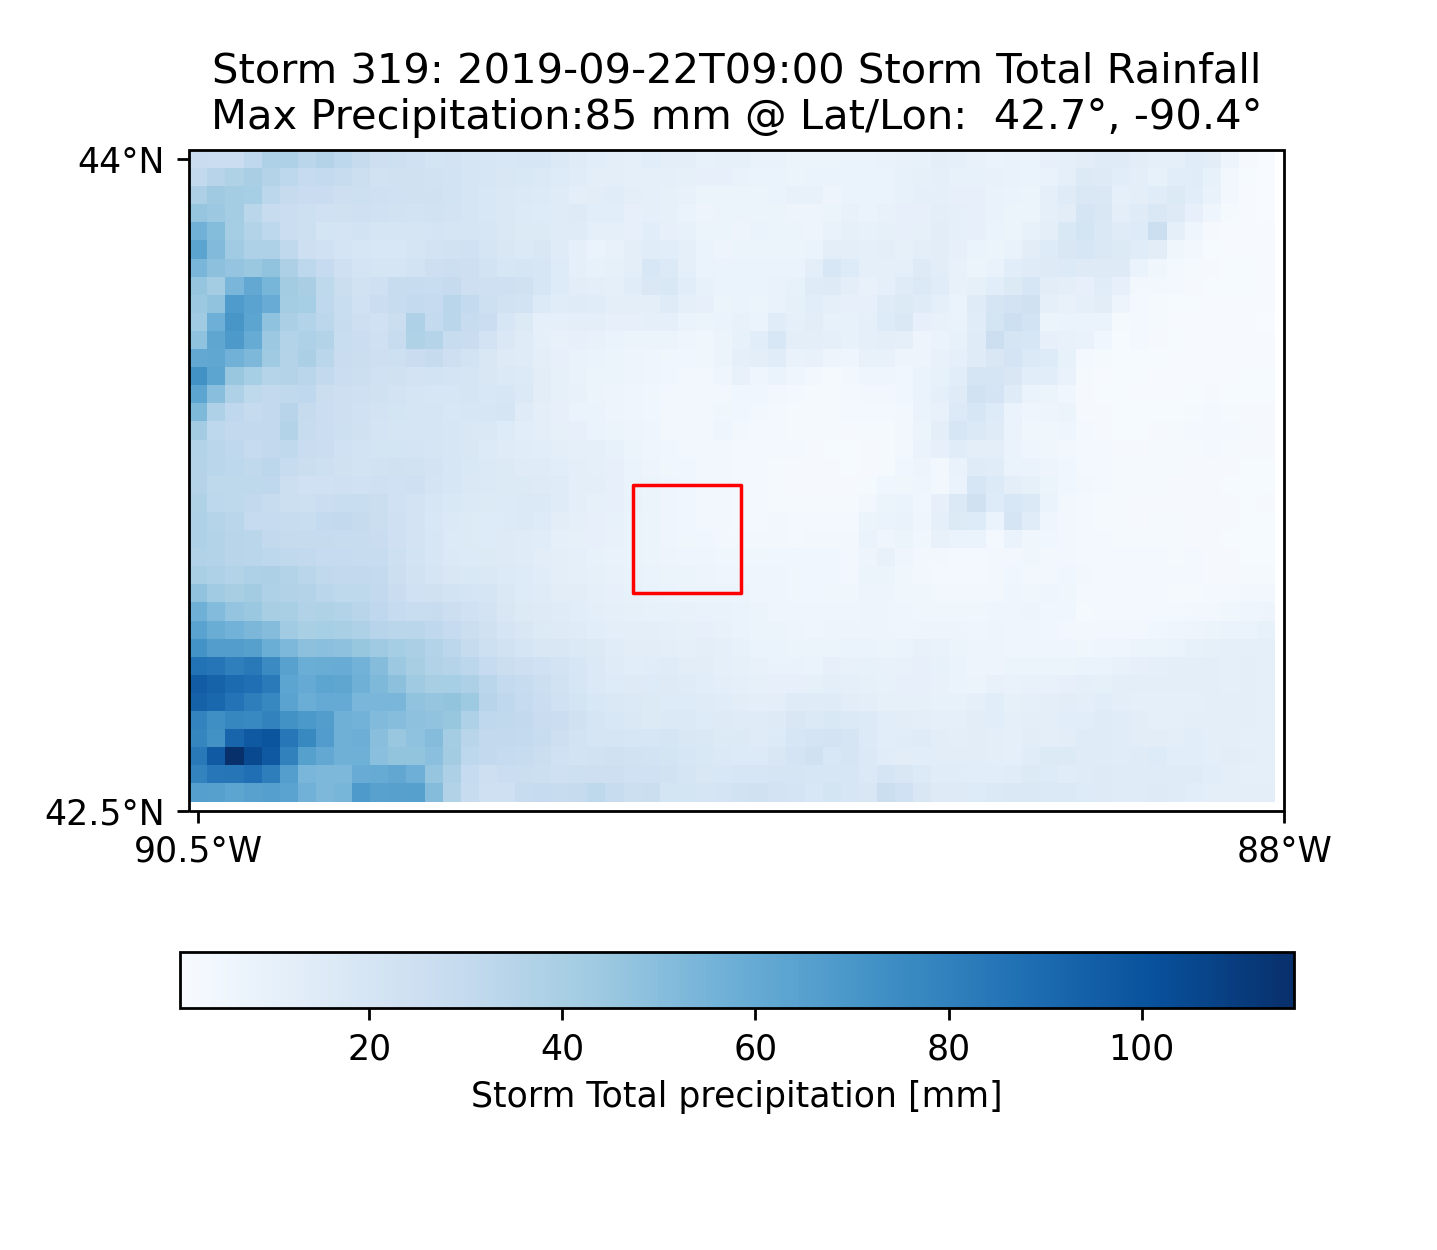 Storm 319: 2019-09-22T09:00 Storm Total Rainfall
Max Precipitation:85 mm @ Lat/Lon:  42.7°, -90.4°
44°N
42.5°N
90.5°W
88°W
20
40
60
80
100
Storm Total precipitation [mm]